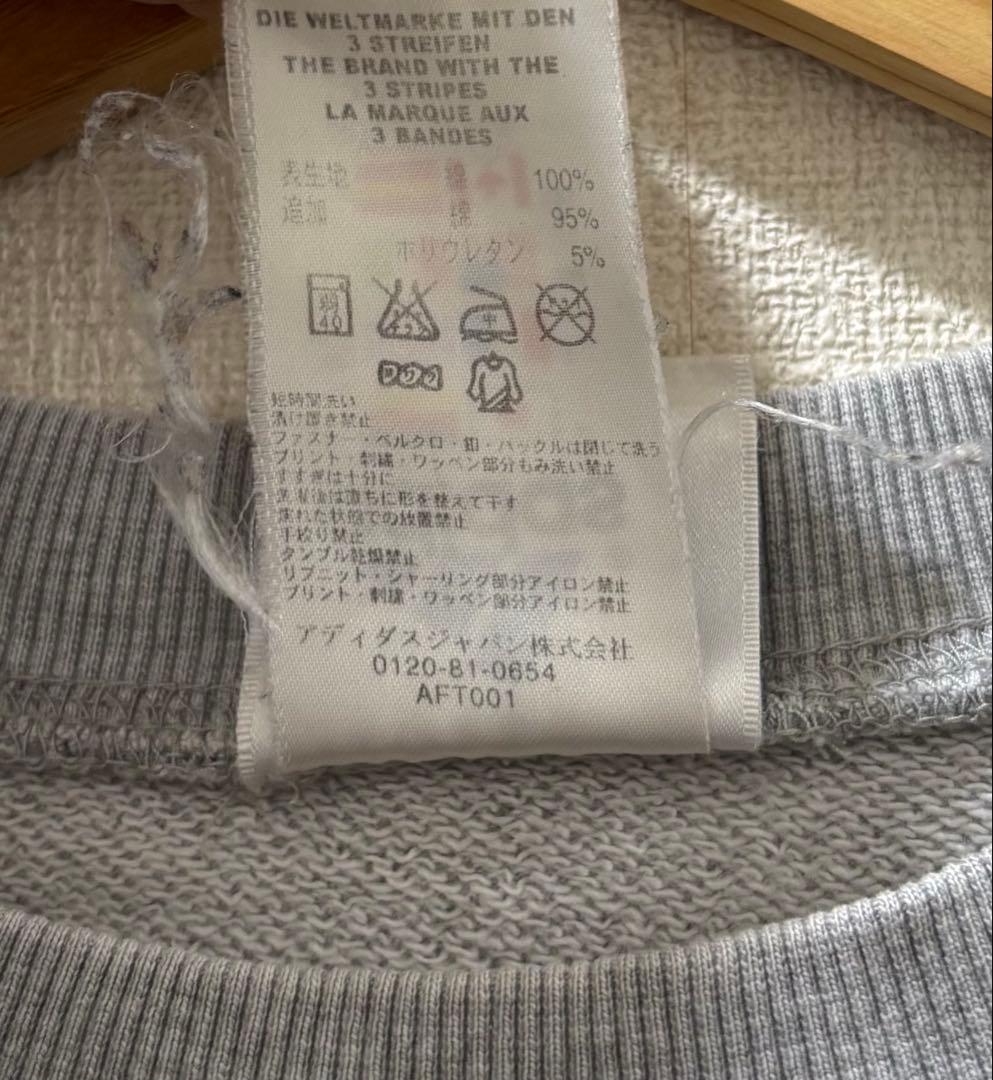 DIE WELTMARKE MIT DEN
3 STREIFEN
THE BRAND WITH THE
3 STRIPES
LA MARQUE AUX
3 BANDES
表生地 綿 100%
追加 綿 95%
ポリウレタン 5%
弱 40
中
短時間洗い
漬け置き禁止
ファスナー・ベルクロ・釦・バックルは閉じて洗う
プリント・刺繍・ワッペン部分もみ洗い禁止
すすぎは十分に
洗濯後は直ちに形を整えて干す
濡れた状態での放置禁止
手絞り禁止
タンブル乾燥禁止
リブニット・シャーリング部分アイロン禁止
プリント・刺繍・ワッペン部分アイロン禁止
アディダスジャパン株式会社
0120-81-0654
AFT001